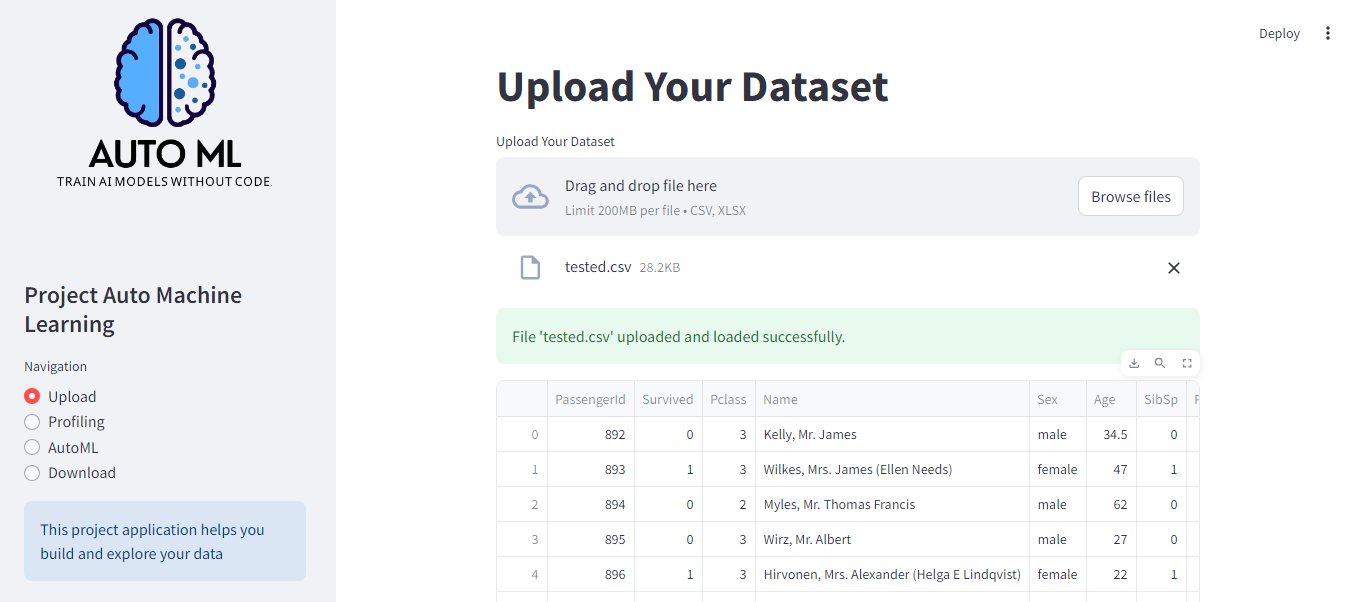 AUTO ML
TRAIN AI MODELS WITHOUT CODE.
Project Auto Machine
Learning
Navigation
Upload
Profiling
AutoML
Download
This project application helps you
build and explore your data
Deploy
Upload Your Dataset
Upload Your Dataset
Drag and drop file here
Limit 200MB per file • CSV, XLSX
Browse files
tested.csv 28.2KB
File 'tested.csv' uploaded and loaded successfully.
PassengerId Survived Pclass Name Sex Age SibSp
0 892 0 3 Kelly, Mr. James male 34.5 0
1 893 1 3 Wilkes, Mrs. James (Ellen Needs) female 47 1
2 894 0 2 Myles, Mr. Thomas Francis male 62 0
3 895 0 3 Wirz, Mr. Albert male 27 0
4 896 1 3 Hirvonen, Mrs. Alexander (Helga E Lindqvist) female 22 1